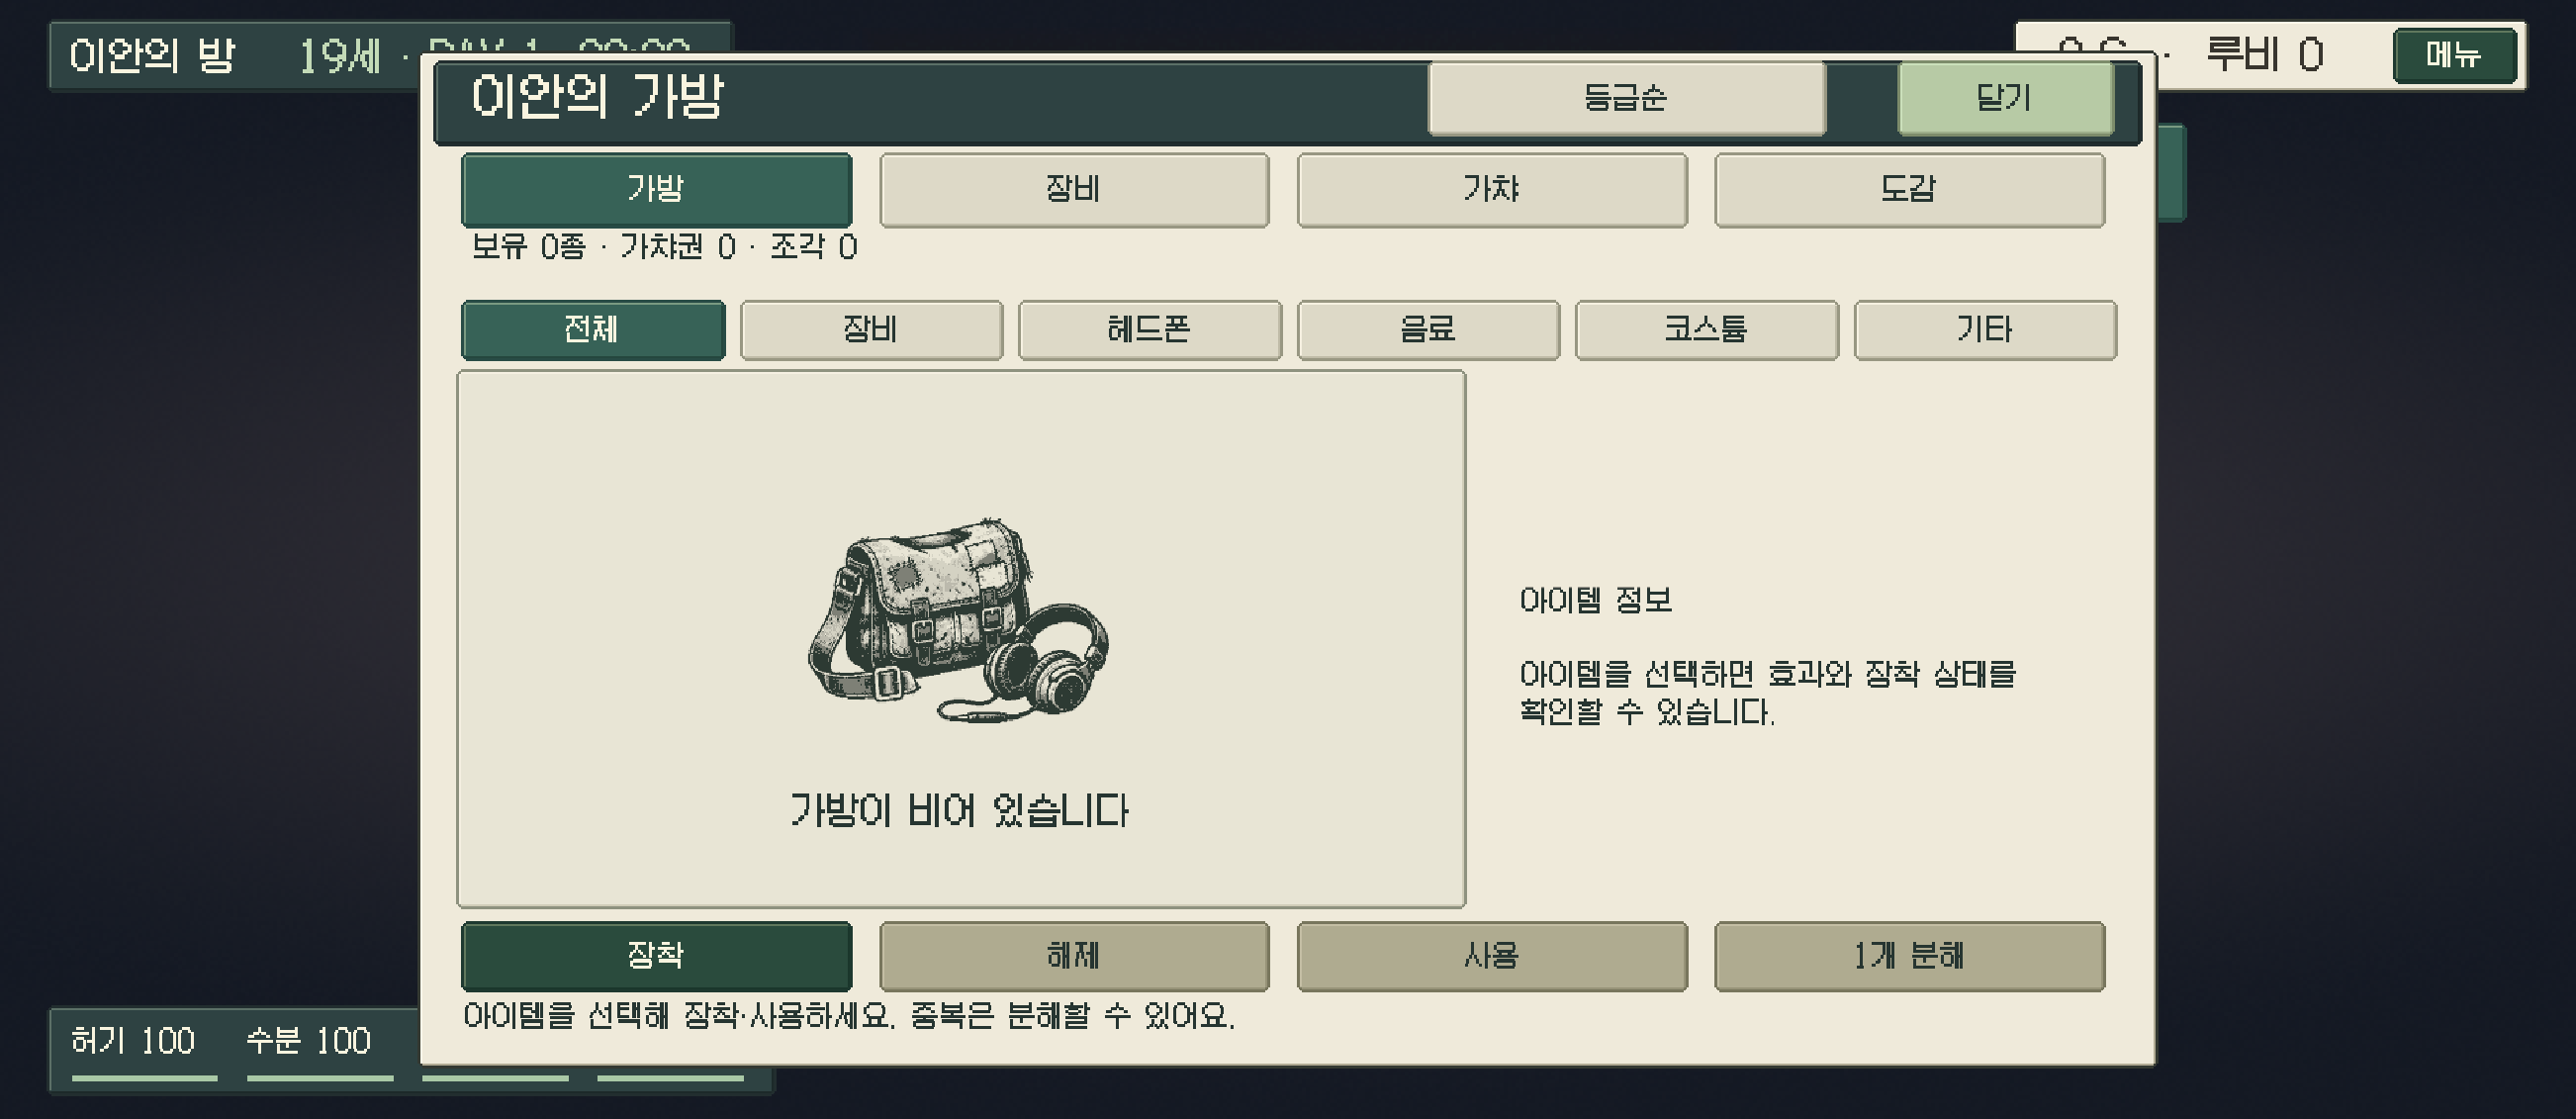 이안의 방 19세 ·
· 루비 0 메뉴
이안의 가방 등급순 닫기
가방 장비 가챠 도감
보유 0종 · 가챠권 0 · 조각 0
전체 장비 헤드폰 음료 코스튬 기타
가방이 비어 있습니다
아이템 정보
아이템을 선택하면 효과와 장착 상태를
확인할 수 있습니다.
장착 해제 사용 1개 분해
아이템을 선택해 장착·사용하세요. 중복은 분해할 수 있어요.
허기 100 수분 100